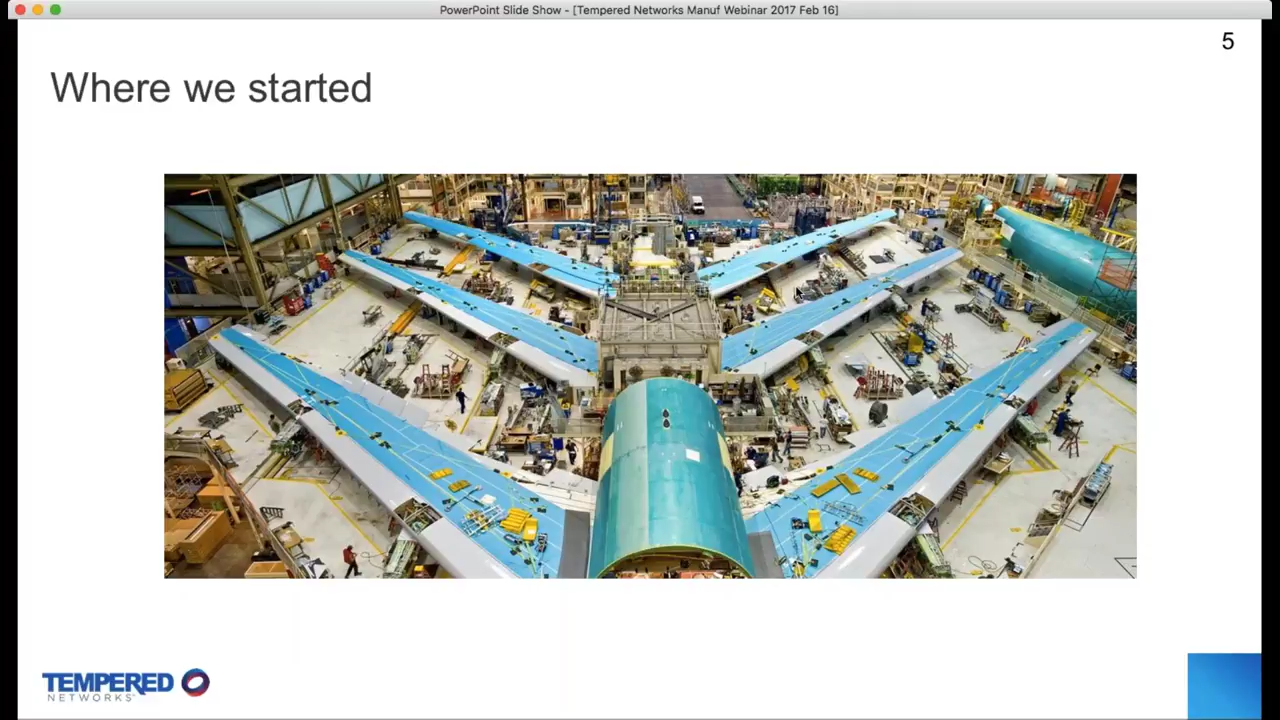 PowerPoint Slide Show - [Tempered Networks Manuf Webinar 2017 Feb 16]
5
Where we started
TEMPERED
NETWORKS